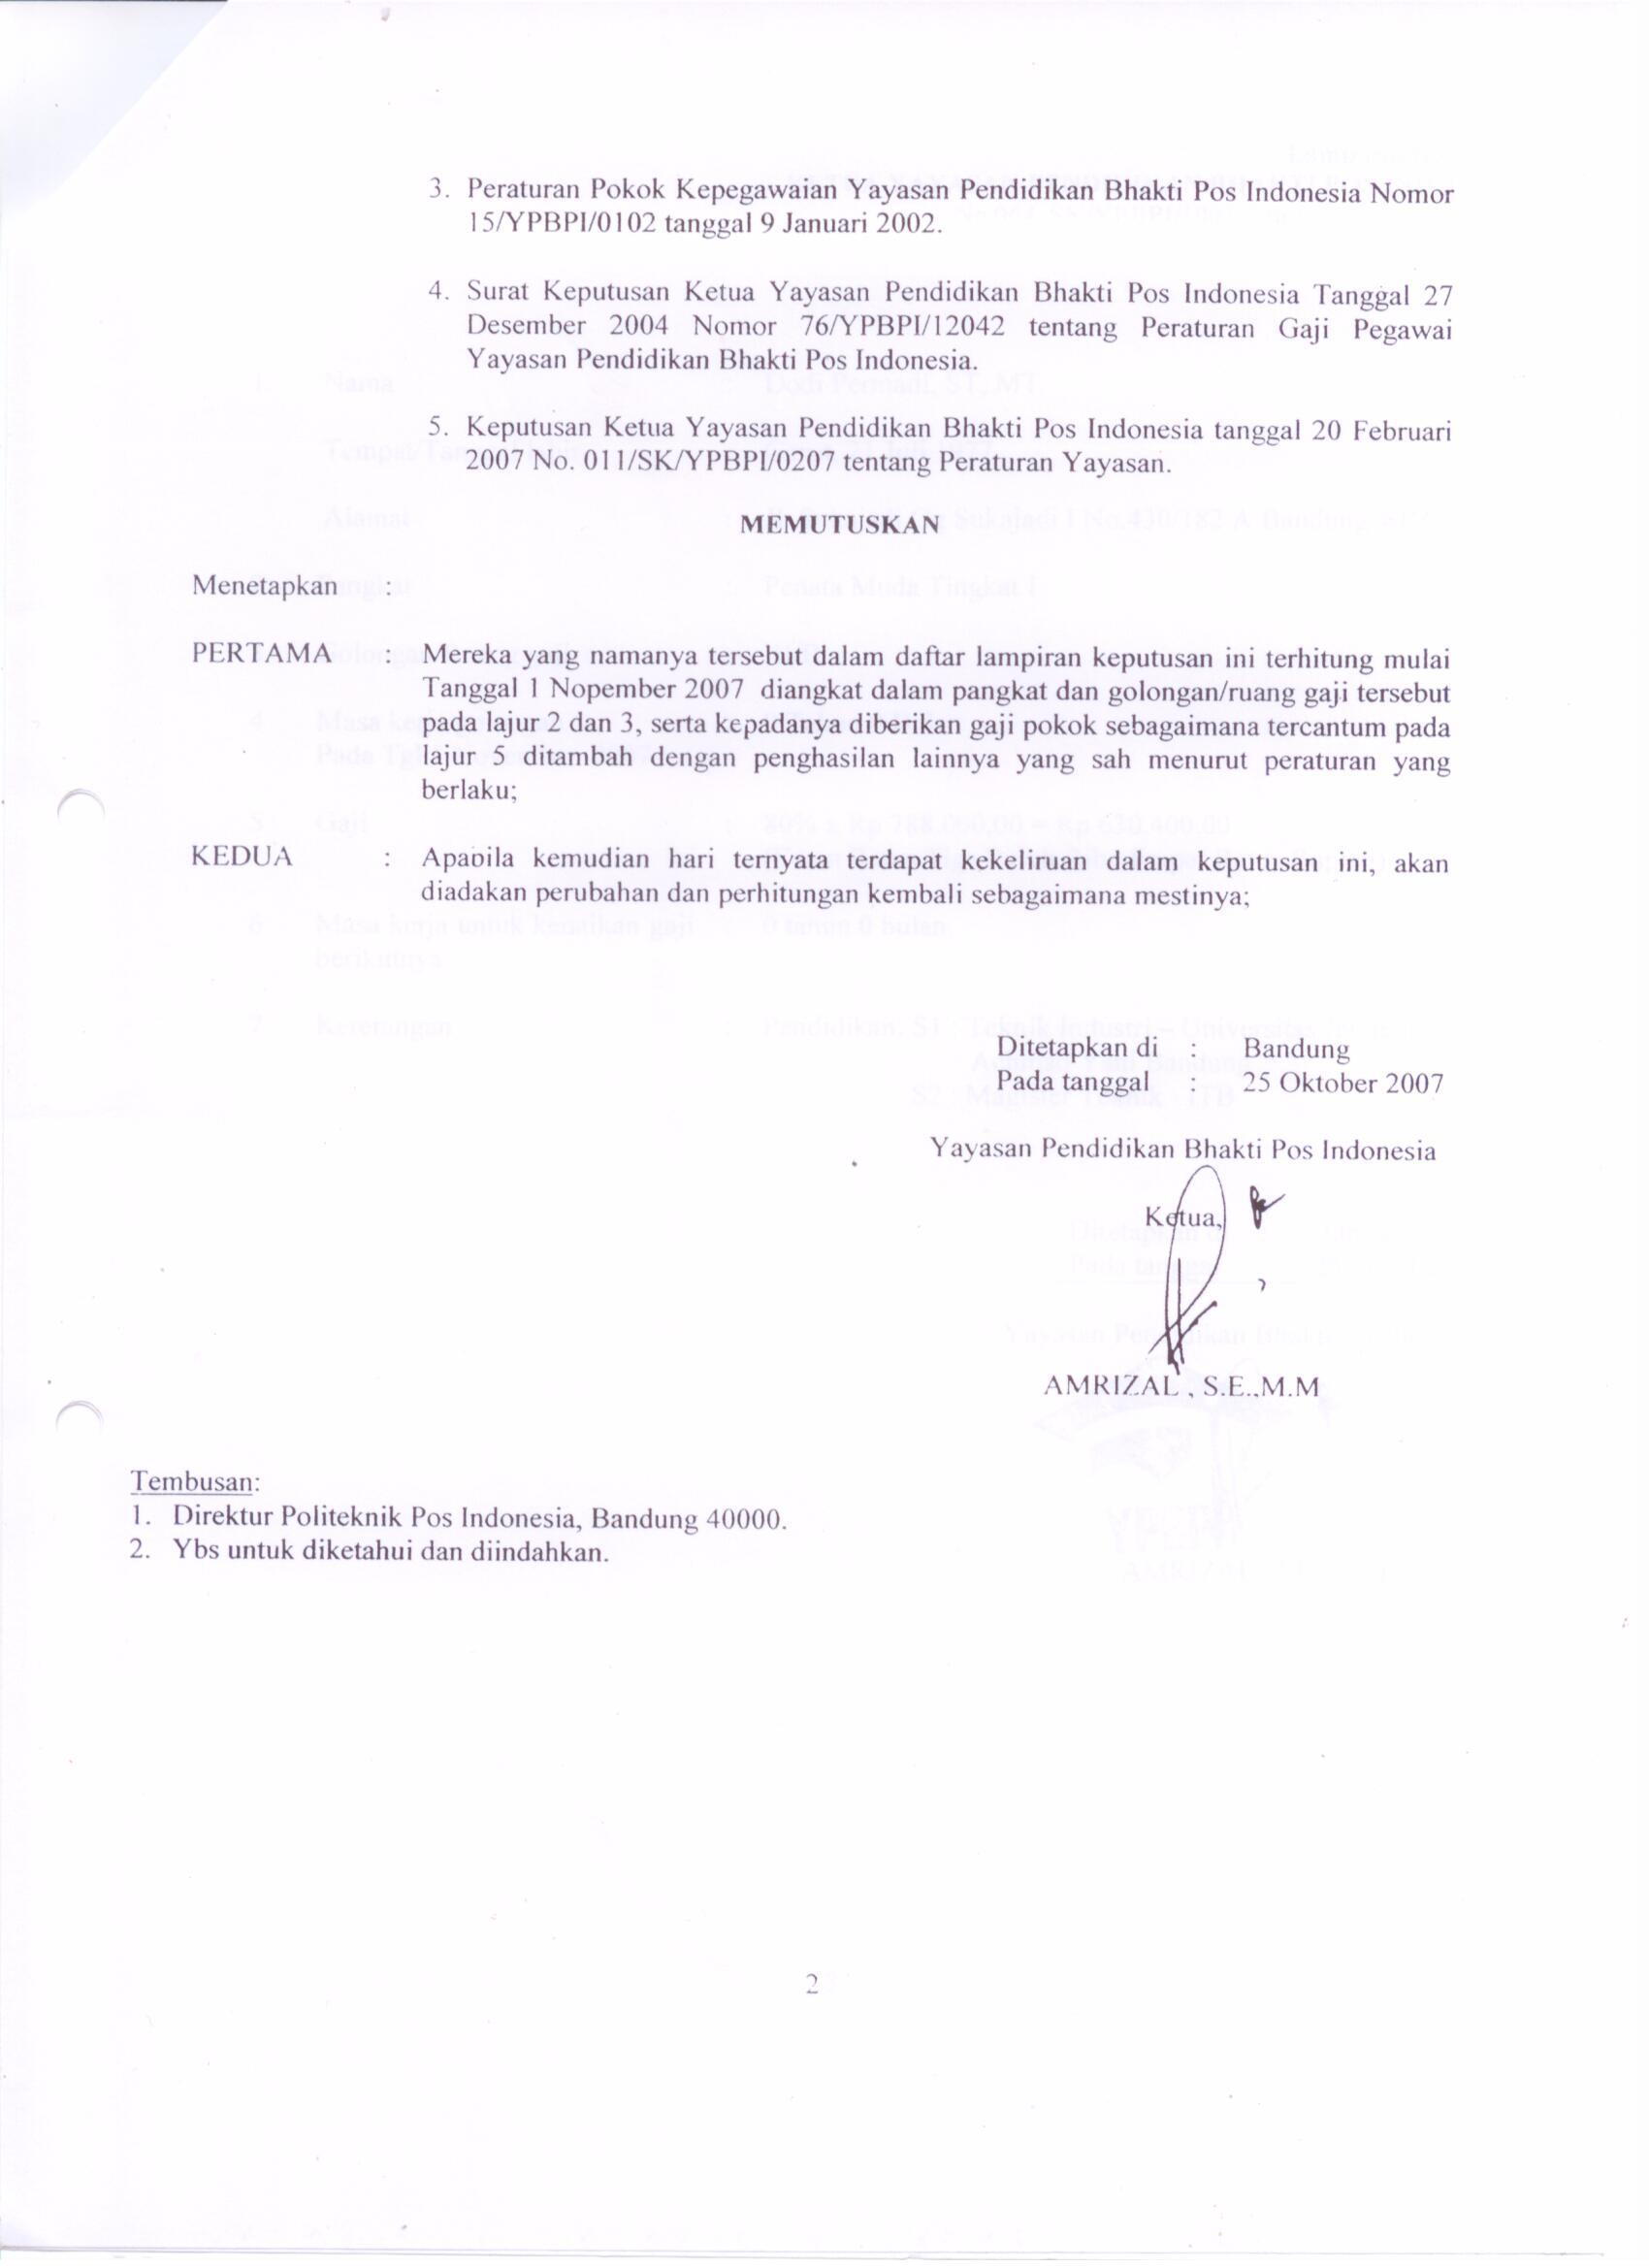 3. Peraturan Pokok Kepegawaian Yayasan Pendidikan Bhakti Pos Indonesia Nomor
15/YPBPI/0102 tanggal 9 Januari 2002.
4. Surat Keputusan Ketua Yayasan Pendidikan Bhakti Pos Indonesia Tanggal 27
Desember 2004 Nomor 76/YPBPI/12042 tentang Peraturan Gaji Pegawai
Yayasan Pendidikan Bhakti Pos Indonesia.
5. Keputusan Ketua Yayasan Pendidikan Bhakti Pos Indonesia tanggal 20 Februari
2007 No. 011/SK/YPBPI/0207 tentang Peraturan Yayasan.
MEMUTUSKAN
Menetapkan :
PERTAMA : Mereka yang namanya tersebut dalam daftar lampiran keputusan ini terhitung mulai
Tanggal 1 Nopember 2007 diangkat dalam pangkat dan golongan/ruang gaji tersebut
pada lajur 2 dan 3, serta kepadanya diberikan gaji pokok sebagaimana tercantum pada
lajur 5 ditambah dengan penghasilan lainnya yang sah menurut peraturan yang
berlaku;
KEDUA : Apabila kemudian hari ternyata terdapat kekeliruan dalam keputusan ini, akan
diadakan perubahan dan perhitungan kembali sebagaimana mestinya;
Ditetapkan di : Bandung
Pada tanggal : 25 Oktober 2007
Yayasan Pendidikan Bhakti Pos Indonesia
Ketua,
AMRIZAL , S.E.,M.M
Tembusan:
1. Direktur Politeknik Pos Indonesia, Bandung 40000.
2. Ybs untuk diketahui dan diindahkan.
2